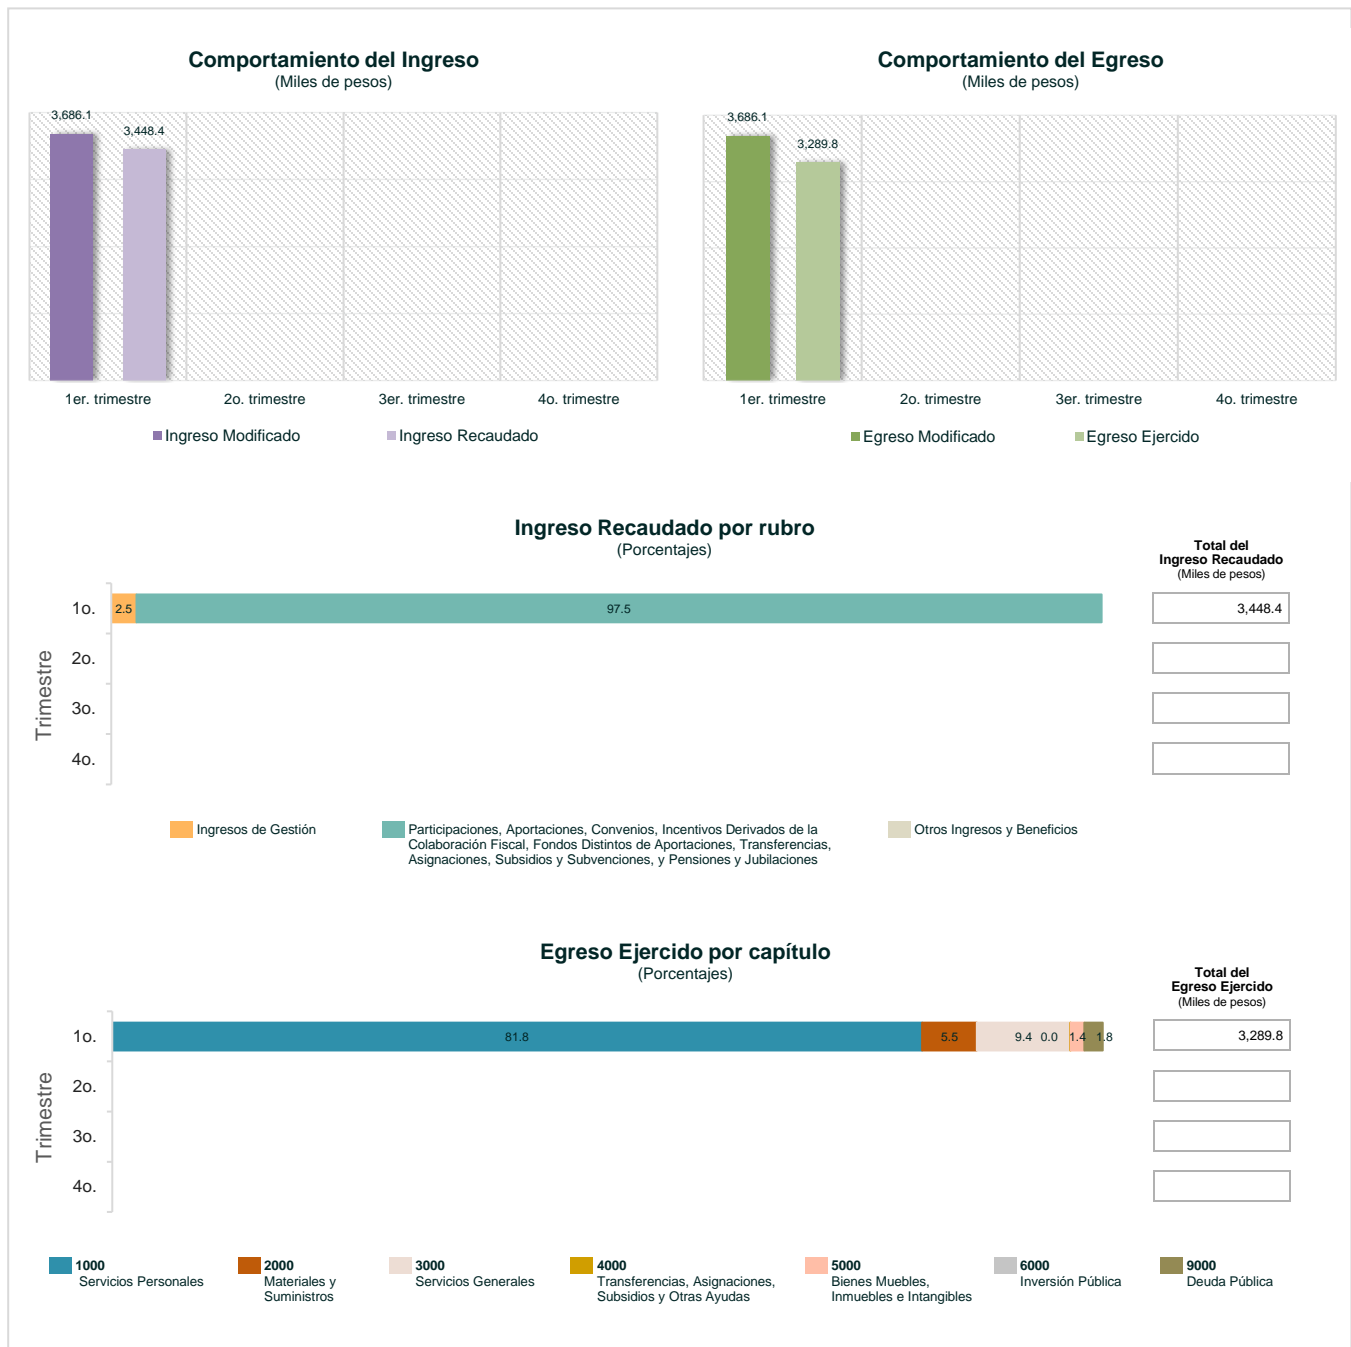 Comportamiento del Ingreso
(Miles de pesos)
3,686.1
3,448.4
1er. trimestre
2o. trimestre
3er. trimestre
4o. trimestre
Ingreso Modificado
Ingreso Recaudado
Comportamiento del Egreso
(Miles de pesos)
3,686.1
3,289.8
1er. trimestre
2o. trimestre
3er. trimestre
4o. trimestre
Egreso Modificado
Egreso Ejercido
Ingreso Recaudado por rubro
(Porcentajes)
Total del
Ingreso Recaudado
(Miles de pesos)
Trimestre
1o.
2.5
97.5
3,448.4
2o.
3o.
4o.
Ingresos de Gestión
Participaciones, Aportaciones, Convenios, Incentivos Derivados de la
Colaboración Fiscal, Fondos Distintos de Aportaciones, Transferencias,
Asignaciones, Subsidios y Subvenciones, y Pensiones y Jubilaciones
Otros Ingresos y Beneficios
Egreso Ejercido por capítulo
(Porcentajes)
Total del
Egreso Ejercido
(Miles de pesos)
Trimestre
1o.
81.8
5.5
9.4
0.0
1.4
1.8
3,289.8
2o.
3o.
4o.
1000
Servicios Personales
2000
Materiales y
Suministros
3000
Servicios Generales
4000
Transferencias, Asignaciones,
Subsidios y Otras Ayudas
5000
Bienes Muebles,
Inmuebles e Intangibles
6000
Inversión Pública
9000
Deuda Pública